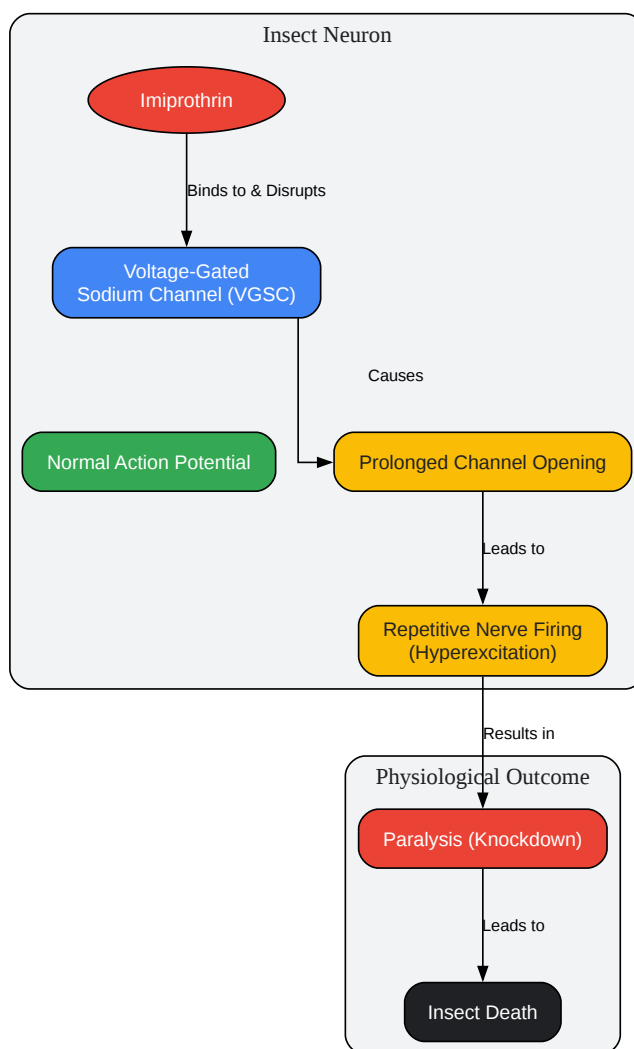 Insect Neuron
Imiprothrin
Binds to & Disrupts
Voltage-Gated
Sodium Channel (VGSC)
Causes
Normal Action Potential
Prolonged Channel Opening
Leads to
Repetitive Nerve Firing
(Hyperexcitation)
Results in
Physiological Outcome
Paralysis (Knockdown)
Leads to
Insect Death